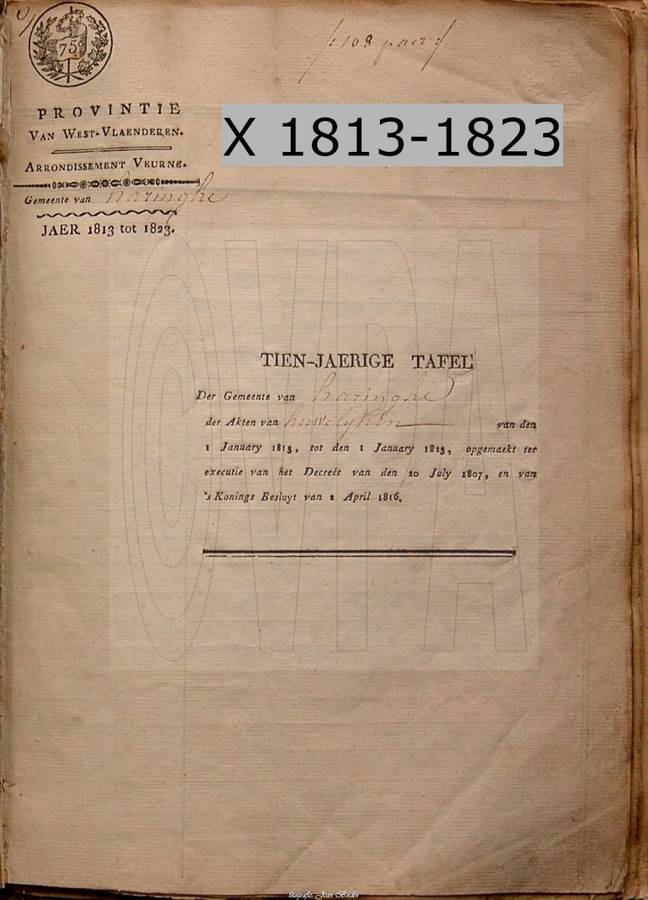 75
/: 108 paer :/
X 1813-1823
PROVINTIE
VAN WEST-VLAENDEREN.
ARRONDISSEMENT VEURNE.
Gemeente van haringhe
JAER 1813 tot 1823.
TIEN-JAERIGE TAFEL
Der Gemeente van haringhe
der Akten van huwelyken van den
1 January 1813, tot den 1 January 1823, opgemaekt ter
executie van het Decreét van den 20 July 1807, en van
's Konings Besluyt van 2 April 1816.
©VPA